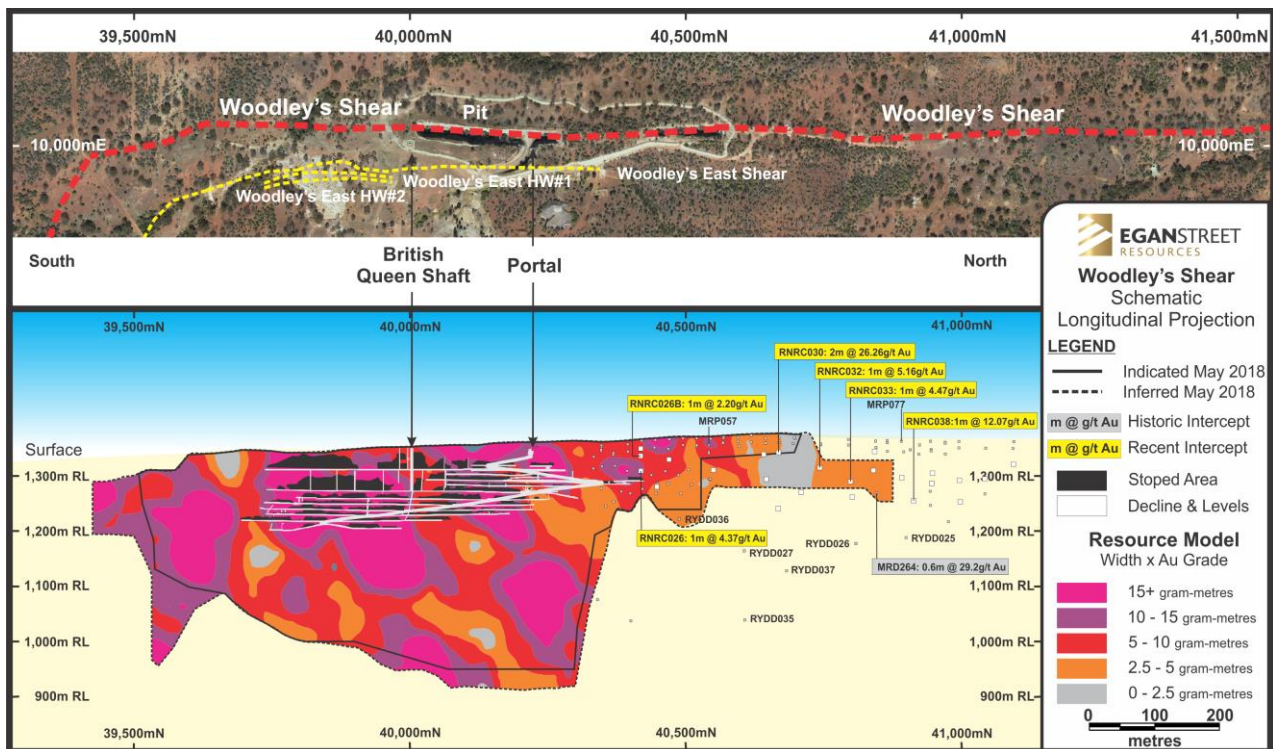 39,500mN 40,000mN 40,500mN 41,000mN 41,500mN
Woodley's Shear
Pit
Woodley's Shear
10,000mE
10,000mE
Woodley's East HW#1
Woodley's East Shear
Woodley's East HW#2
South
British
Queen Shaft
Portal
North
39,500mN 40,000mN 40,500mN 41,000mN
RNRC030: 2m @ 26.26g/t Au
RNRC032: 1m @ 5.16g/t Au
RNRC033: 1m @ 4.47g/t Au
RNRC026B: 1m @ 2.20g/t Au
MRP077
MRP057
RNRC038:1m @ 12.07g/t Au
Surface
1,300m RL
1,300m RL
1,200m RL
1,200m RL
RYDD036
RNRC026: 1m @ 4.37g/t Au
RYDD026
RYDD025
RYDD027
RYDD037
MRD264: 0.6m @ 29.2g/t Au
1,100m RL
1,100m RL
RYDD035
1,000m RL
1,000m RL
900m RL
900m RL
39,500mN 40,000mN 40,500mN 41,000mN
EGANSTREET
RESOURCES
Woodley's Shear
Schematic
Longitudinal Projection
LEGEND
Indicated May 2018
Inferred May 2018
m @ g/t Au Historic Intercept
m @ g/t Au Recent Intercept
Stoped Area
Decline & Levels
Resource Model
Width x Au Grade
15+ gram-metres
10 - 15 gram-metres
5 - 10 gram-metres
2.5 - 5 gram-metres
0 - 2.5 gram-metres
0 100 200
metres